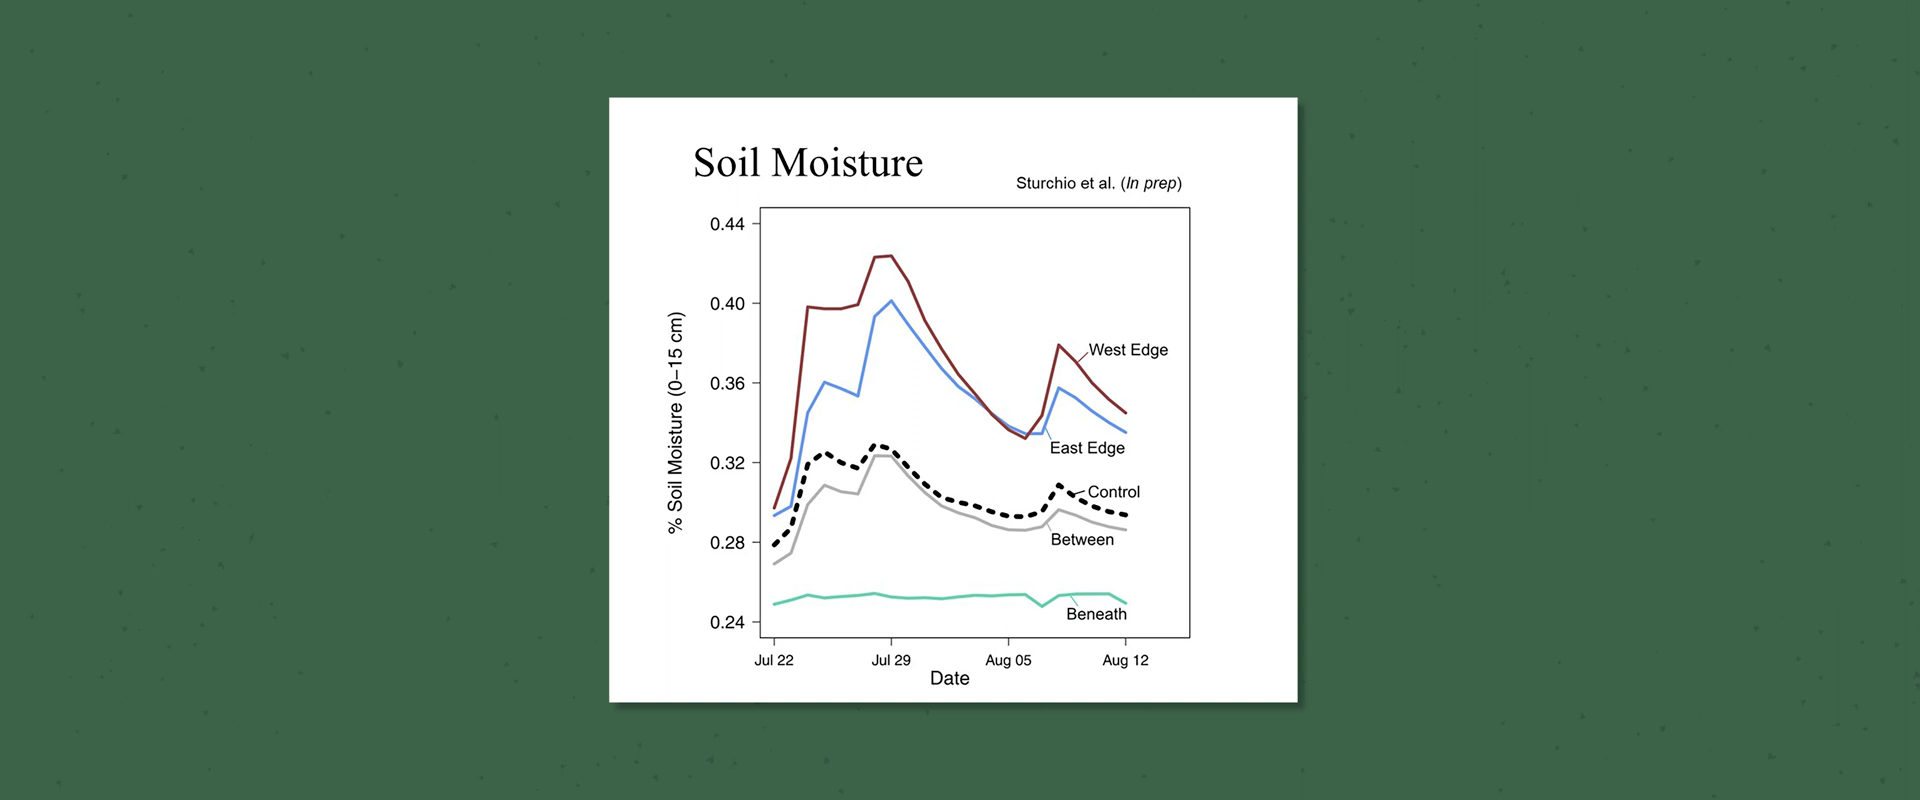 Soil Moisture
Sturchio et al. (In prep)
% Soil Moisture (0–15 cm)
0.44
0.40
0.36
0.32
0.28
0.24
West Edge
East Edge
Control
Between
Beneath
Jul 22 Jul 29 Aug 05 Aug 12
Date